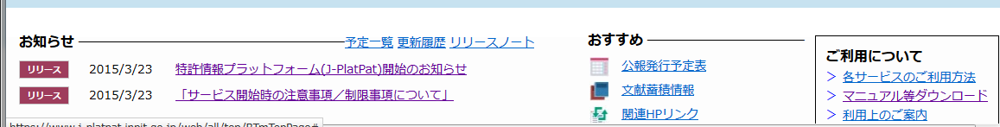 お知らせ 予定一覧 更新履歴 リリースノート
リリース 2015/3/23 特許情報プラットフォーム(J-PlatPat)開始のお知らせ
リリース 2015/3/23 「サービス開始時の注意事項／制限事項について」
おすすめ
公報発行予定表
文献蓄積情報
関連HPリンク
ご利用について
> 各サービスのご利用方法
> マニュアル等ダウンロード
> 利用上のご案内
https://www.j-platpat.inpit.go.jp/web/all/top/BTmTopPage#